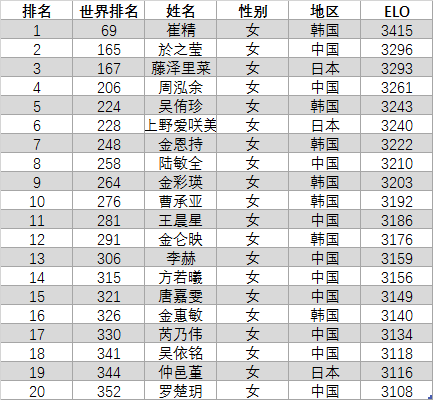 排名 世界排名 姓名 性别 地区 ELO
1 69 崔精 女 韩国 3415
2 165 於之莹 女 中国 3296
3 167 藤泽里菜 女 日本 3293
4 206 周泓余 女 中国 3261
5 224 吴侑珍 女 韩国 3243
6 228 上野爱咲美 女 日本 3240
7 248 金恩持 女 韩国 3222
8 258 陆敏全 女 中国 3210
9 264 金彩瑛 女 韩国 3203
10 276 曹承亚 女 韩国 3192
11 281 王晨星 女 中国 3186
12 291 金仑映 女 韩国 3176
13 306 李赫 女 中国 3159
14 315 方若曦 女 中国 3156
15 321 唐嘉雯 女 中国 3149
16 326 金惠敏 女 韩国 3140
17 330 芮乃伟 女 中国 3134
18 341 吴依铭 女 中国 3118
19 344 仲邑堇 女 日本 3116
20 352 罗楚玥 女 中国 3108